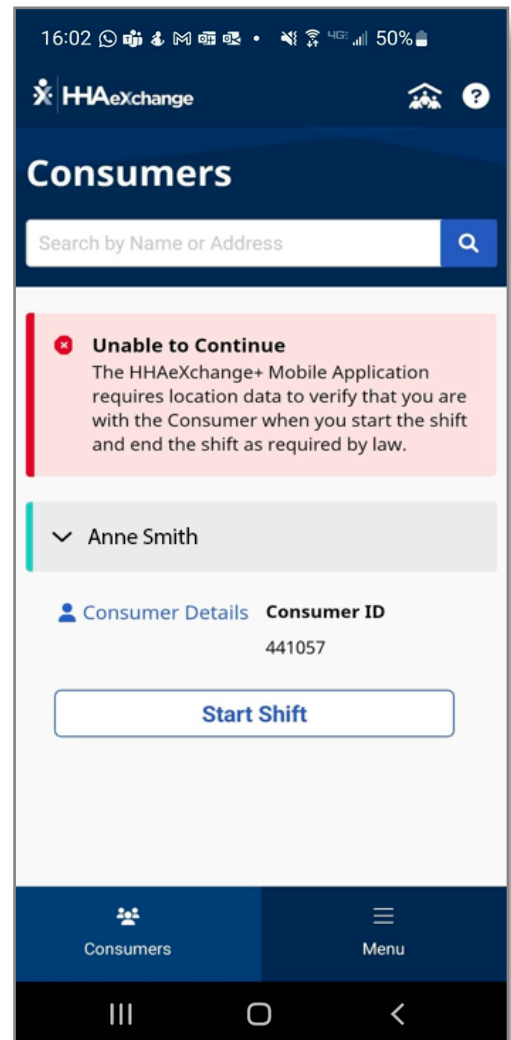 16:02 • 4GE 50%
HHAeXchange ?
Consumers
Search by Name or Address
Unable to Continue
The HHAeXchange+ Mobile Application
requires location data to verify that you are
with the Consumer when you start the shift
and end the shift as required by law.
Anne Smith
Consumer Details Consumer ID
441057
Start Shift
Consumers Menu